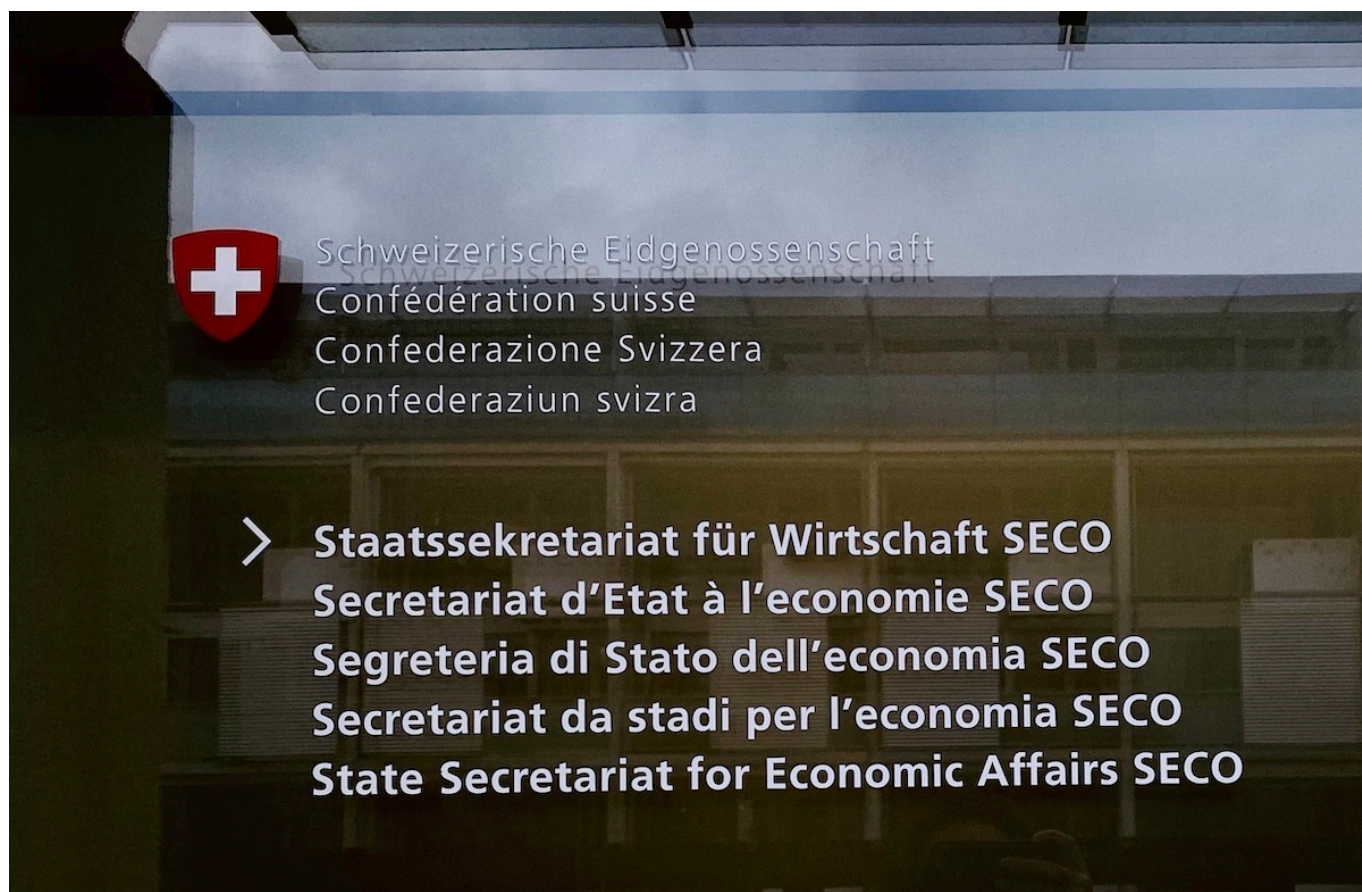 Schweizerische Eidgenossenschaft
Confédération suisse
Confederazione Svizzera
Confederaziun svizra
Staatssekretariat für Wirtschaft SECO
Secretariat d’Etat à l’economie SECO
Segreteria di Stato dell’economia SECO
Secretariat da stadi per l’economia SECO
State Secretariat for Economic Affairs SECO